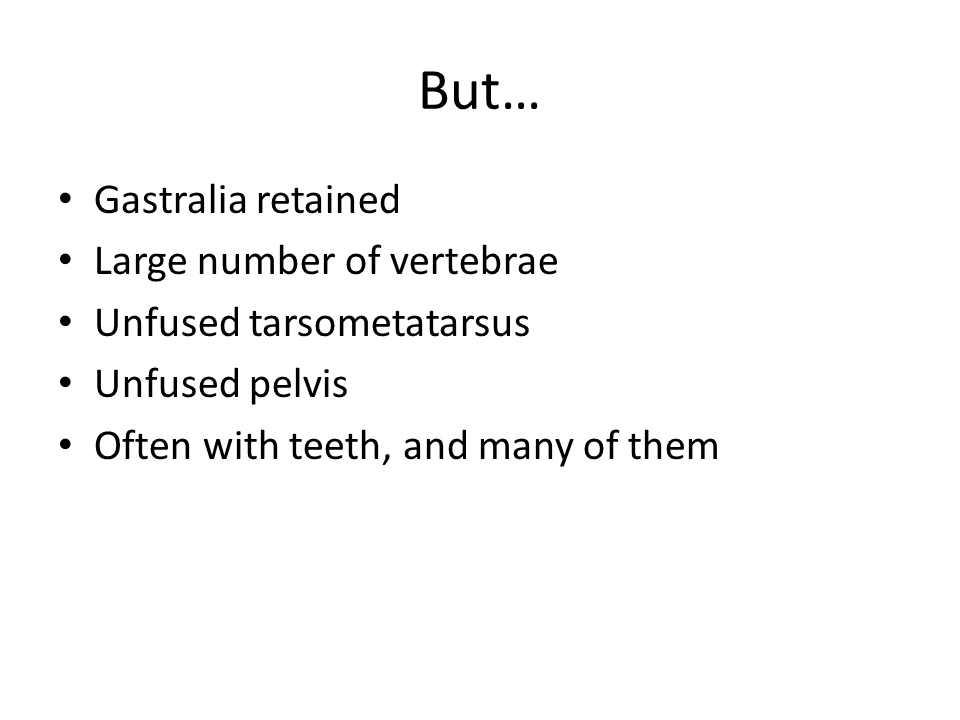 But…
• Gastralia retained
• Large number of vertebrae
• Unfused tarsometatarsus
• Unfused pelvis
• Often with teeth, and many of them